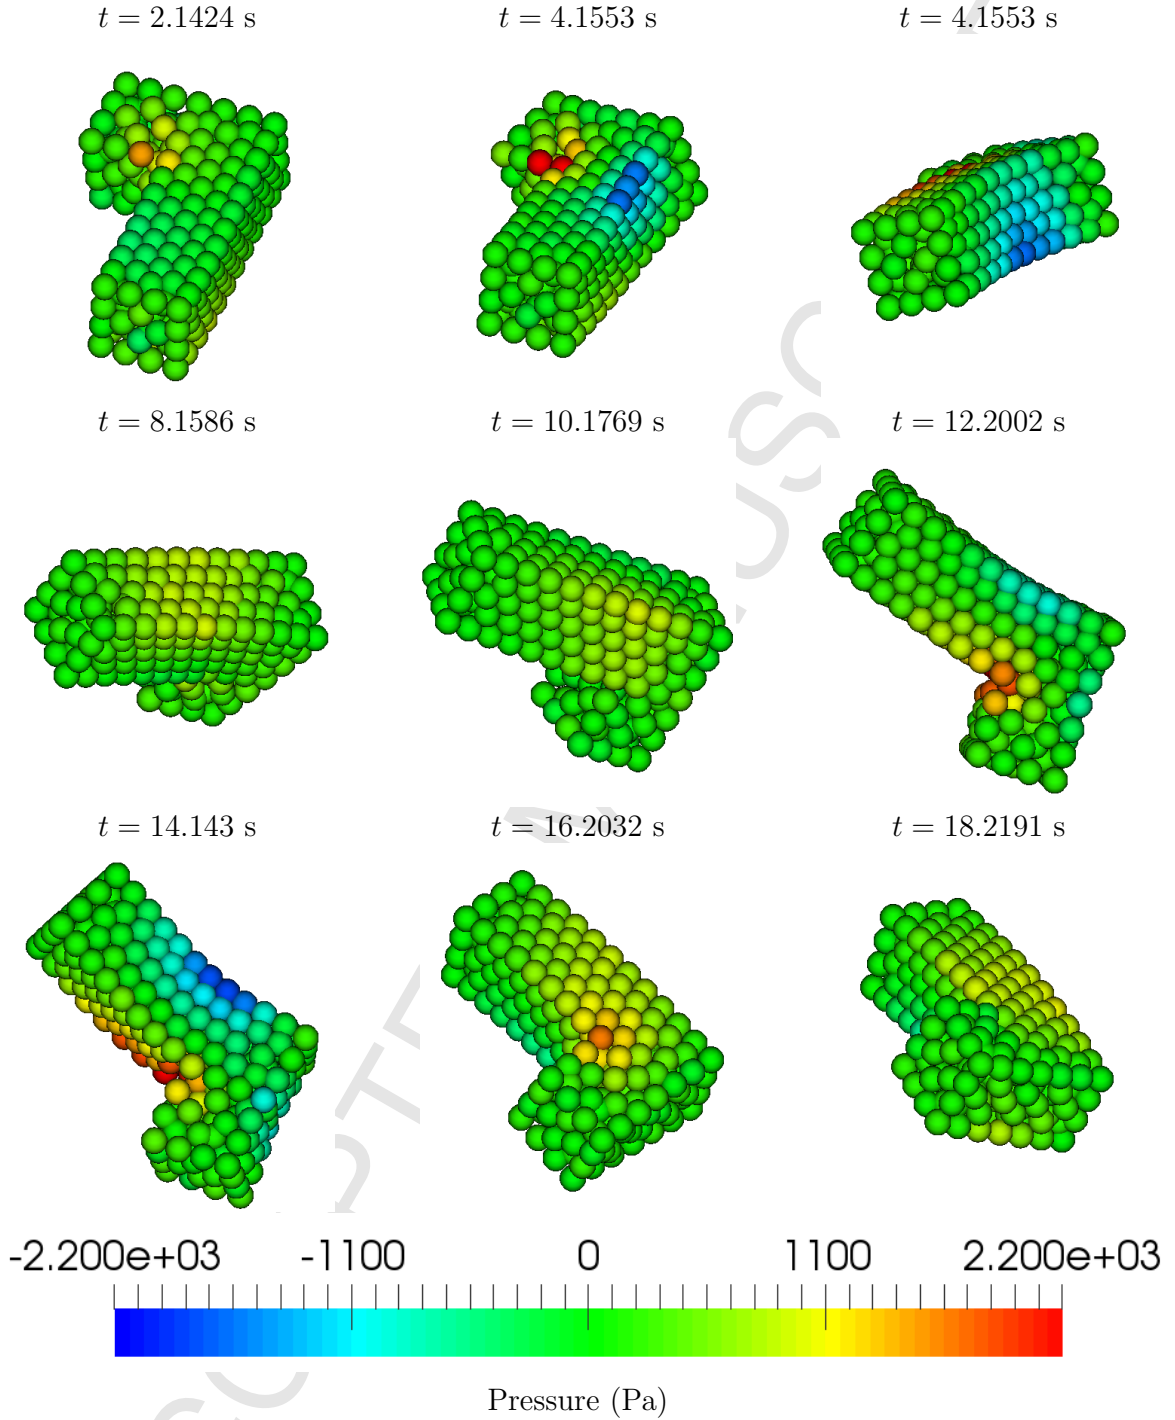 t = 2.1424 s
t = 4.1553 s
t = 4.1553 s
t = 8.1586 s
t = 10.1769 s
t = 12.2002 s
t = 14.143 s
t = 16.2032 s
t = 18.2191 s
-2.200e+03 -1100 0 1100 2.200e+03
Pressure (Pa)